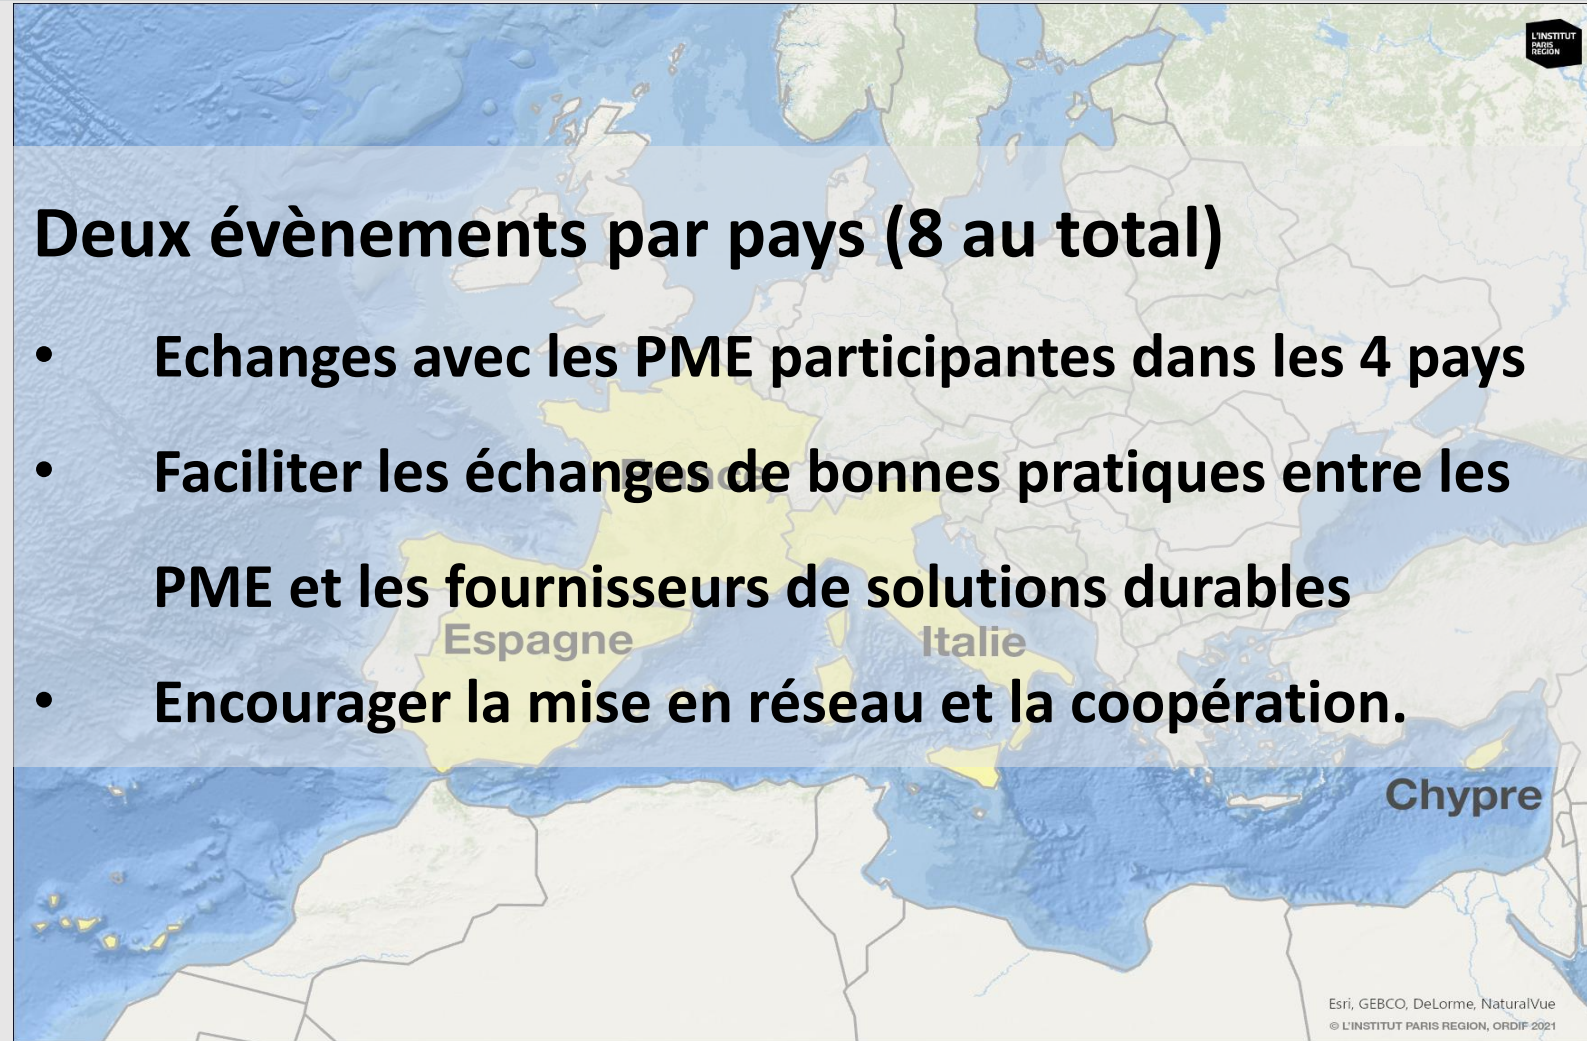 L'INSTITUT
PARIS
REGION
Deux évènements par pays (8 au total)
• Echanges avec les PME participantes dans les 4 pays
• Faciliter les échanges de bonnes pratiques entre les
France
PME et les fournisseurs de solutions durables
Espagne
Italie
• Encourager la mise en réseau et la coopération.
Chypre
Esri, GEBCO, DeLorme, NaturalVue
© L'INSTITUT PARIS REGION, ORDIF 2021